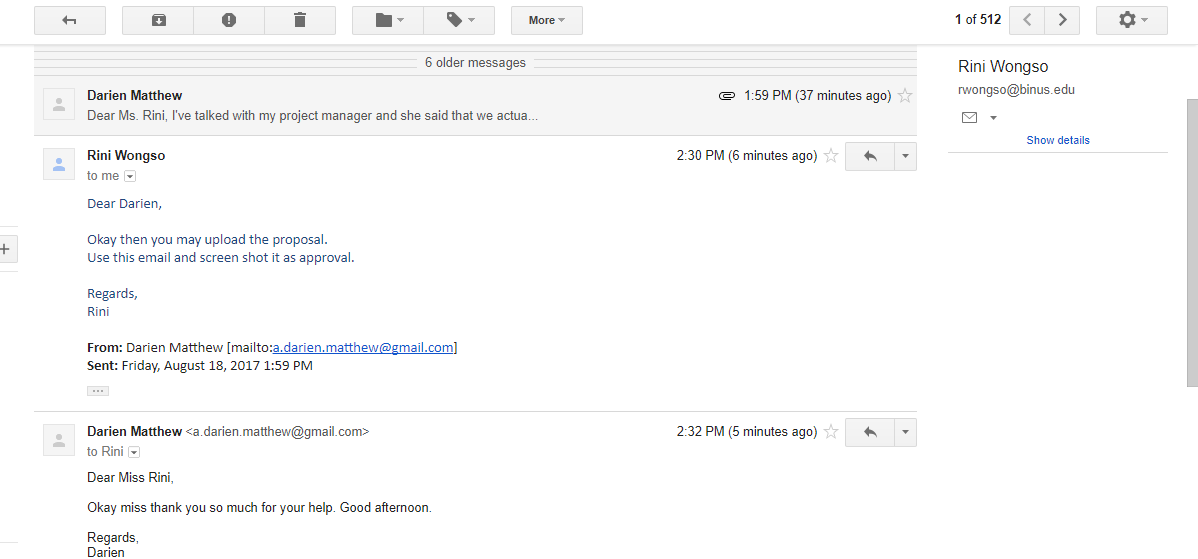 More
1 of 512
6 older messages
Darien Matthew
1:59 PM (37 minutes ago)
Dear Ms. Rini, I've talked with my project manager and she said that we actua...
Rini Wongso
2:30 PM (6 minutes ago)
to me
Dear Darien,
Okay then you may upload the proposal.
Use this email and screen shot it as approval.
Regards,
Rini
From: Darien Matthew [mailto:a.darien.matthew@gmail.com]
Sent: Friday, August 18, 2017 1:59 PM
Darien Matthew <a.darien.matthew@gmail.com>
2:32 PM (5 minutes ago)
to Rini
Dear Miss Rini,
Okay miss thank you so much for your help. Good afternoon.
Regards,
Darien
Rini Wongso
rwongso@binus.edu
Show details